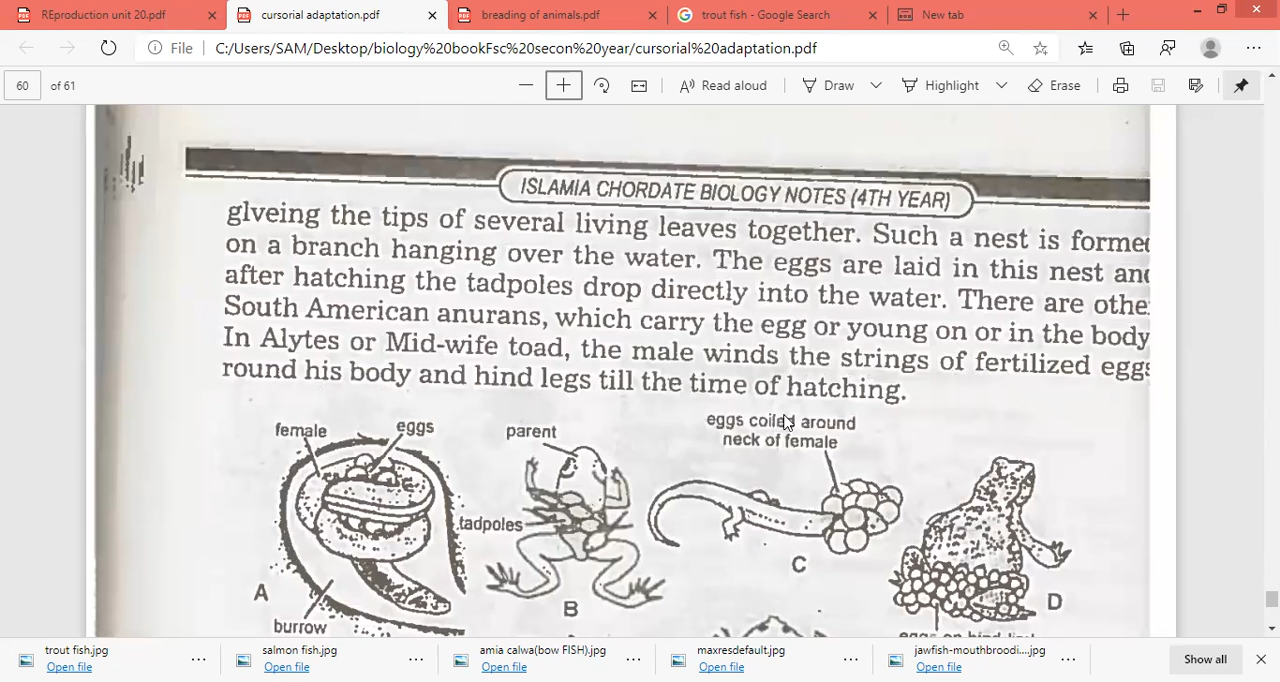 REproduction unit 20.pdf
cursorial adaptation.pdf
breading of animals.pdf
trout fish - Google Search
New tab
File
C:/Users/SAM/Desktop/biology%20bookFsc%20secon%20year/cursorial%20adaptation.pdf
60 of 61
Read aloud
Draw
Highlight
Erase
ISLAMIA CHORDATE BIOLOGY NOTES (4TH YEAR)
glveing the tips of several living leaves together. Such a nest is forme
on a branch hanging over the water. The eggs are laid in this nest an
after hatching the tadpoles drop directly into the water. There are othe
South American anurans, which carry the egg or young on or in the body
In Alytes or Mid-wife toad, the male winds the strings of fertilized eggs
round his body and hind legs till the time of hatching.
female
eggs
parent
eggs coiled around
neck of female
tadpoles
A
B
C
D
burrow
trout fish.jpg
Open file
salmon fish.jpg
Open file
amia calwa(bow FISH).jpg
Open file
maxresdefault.jpg
Open file
jawfish-mouthbroodi....jpg
Open file
Show all